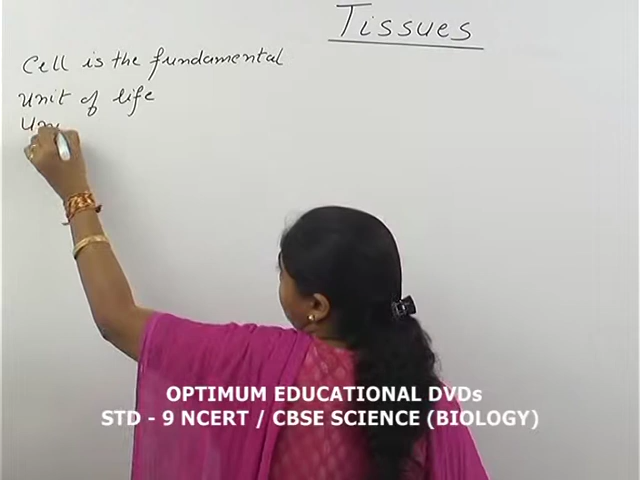 Tissues
Cell is the fundamental
Unit of life
OPTIMUM EDUCATIONAL DVDs
STD - 9 NCERT / CBSE SCIENCE (BIOLOGY)